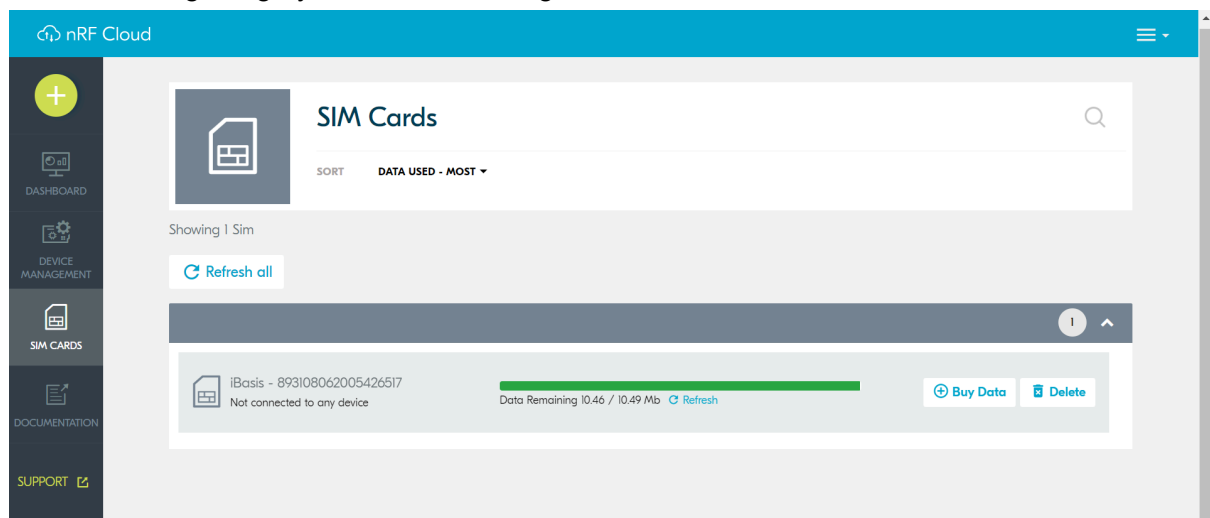 nRF Cloud
SIM Cards
SORT DATA USED - MOST
DASHBOARD
Showing 1 Sim
DEVICE
MANAGEMENT
Refresh all
1
SIM CARDS
iBasis - 893108062005426517
Not connected to any device
Data Remaining 10.46 / 10.49 Mb Refresh
Buy Data
Delete
DOCUMENTATION
SUPPORT